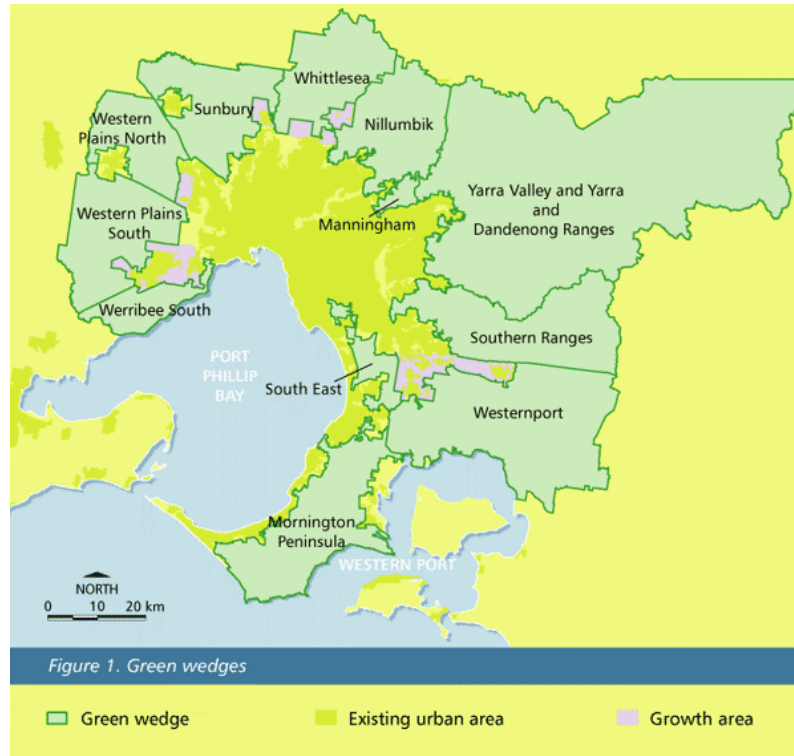 Whittlesea
Sunbury
Nillumbik
Western
Plains North
Yarra Valley and Yarra
and
Dandenong Ranges
Western Plains
South
Manningham
Werribee South
Southern Ranges
PORT
PHILLIP
BAY
South East
Westernport
Mornington
Peninsula
WESTERN PORT
NORTH
0 10 20 km
Figure 1. Green wedges
Green wedge
Existing urban area
Growth area